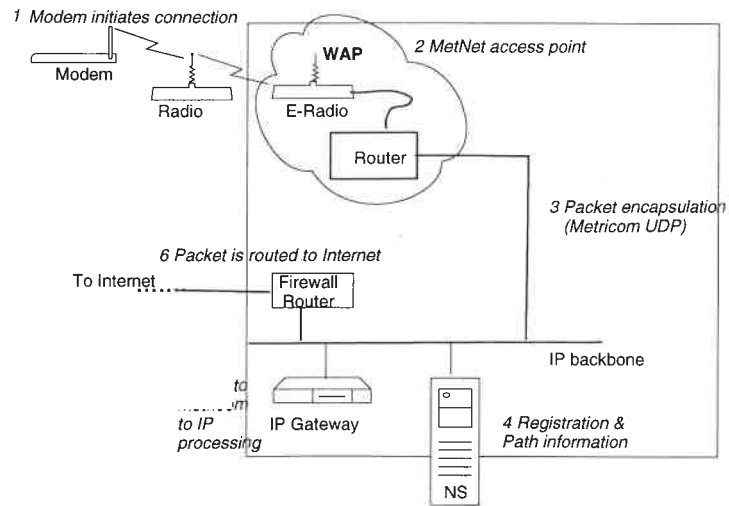 1 Modem initiates connection
Modem
Radio
WAP
E-Radio
2 MetNet access point
Router
3 Packet encapsulation
(Metricom UDP)
6 Packet is routed to Internet
To Internet
Firewall
Router
IP backbone
to
to IP
processing
IP Gateway
4 Registration &
Path information
NS